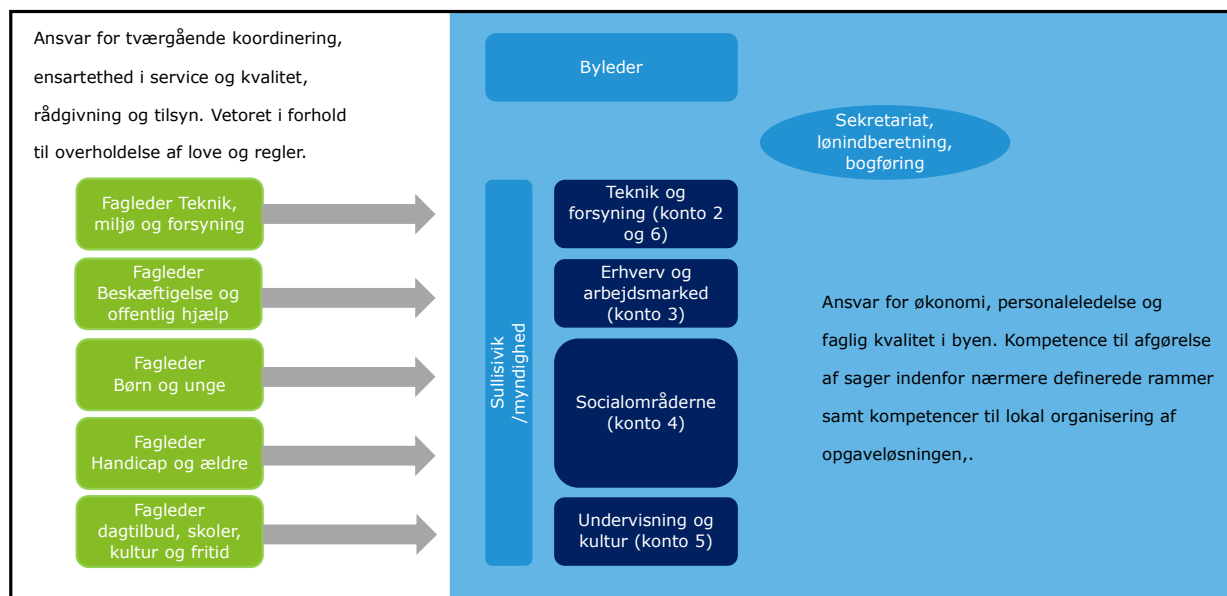 Ansvar for tværgående koordinering,
ensartethed i service og kvalitet,
rådgivning og tilsyn. Vetoret i forhold
til overholdelse af love og regler.
Fagleder Teknik,
miljø og forsyning
Fagleder
Beskæftigelse og
offentlig hjælp
Fagleder
Børn og unge
Fagleder
Handicap og ældre
Fagleder
dagtilbud, skoler,
kultur og fritid
Byleder
Sekretariat,
lønindberetning,
bogføring
Sullisivik
/myndighed
Teknik og
forsyning (konto 2
og 6)
Erhverv og
arbejdsmarked
(konto 3)
Socialområderne
(konto 4)
Undervisning og
kultur (konto 5)
Ansvar for økonomi, personaleledelse og
faglig kvalitet i byen. Kompetence til afgørelse
af sager indenfor nærmere definerede rammer
samt kompetencer til lokal organisering af
opgaveløsningen,.